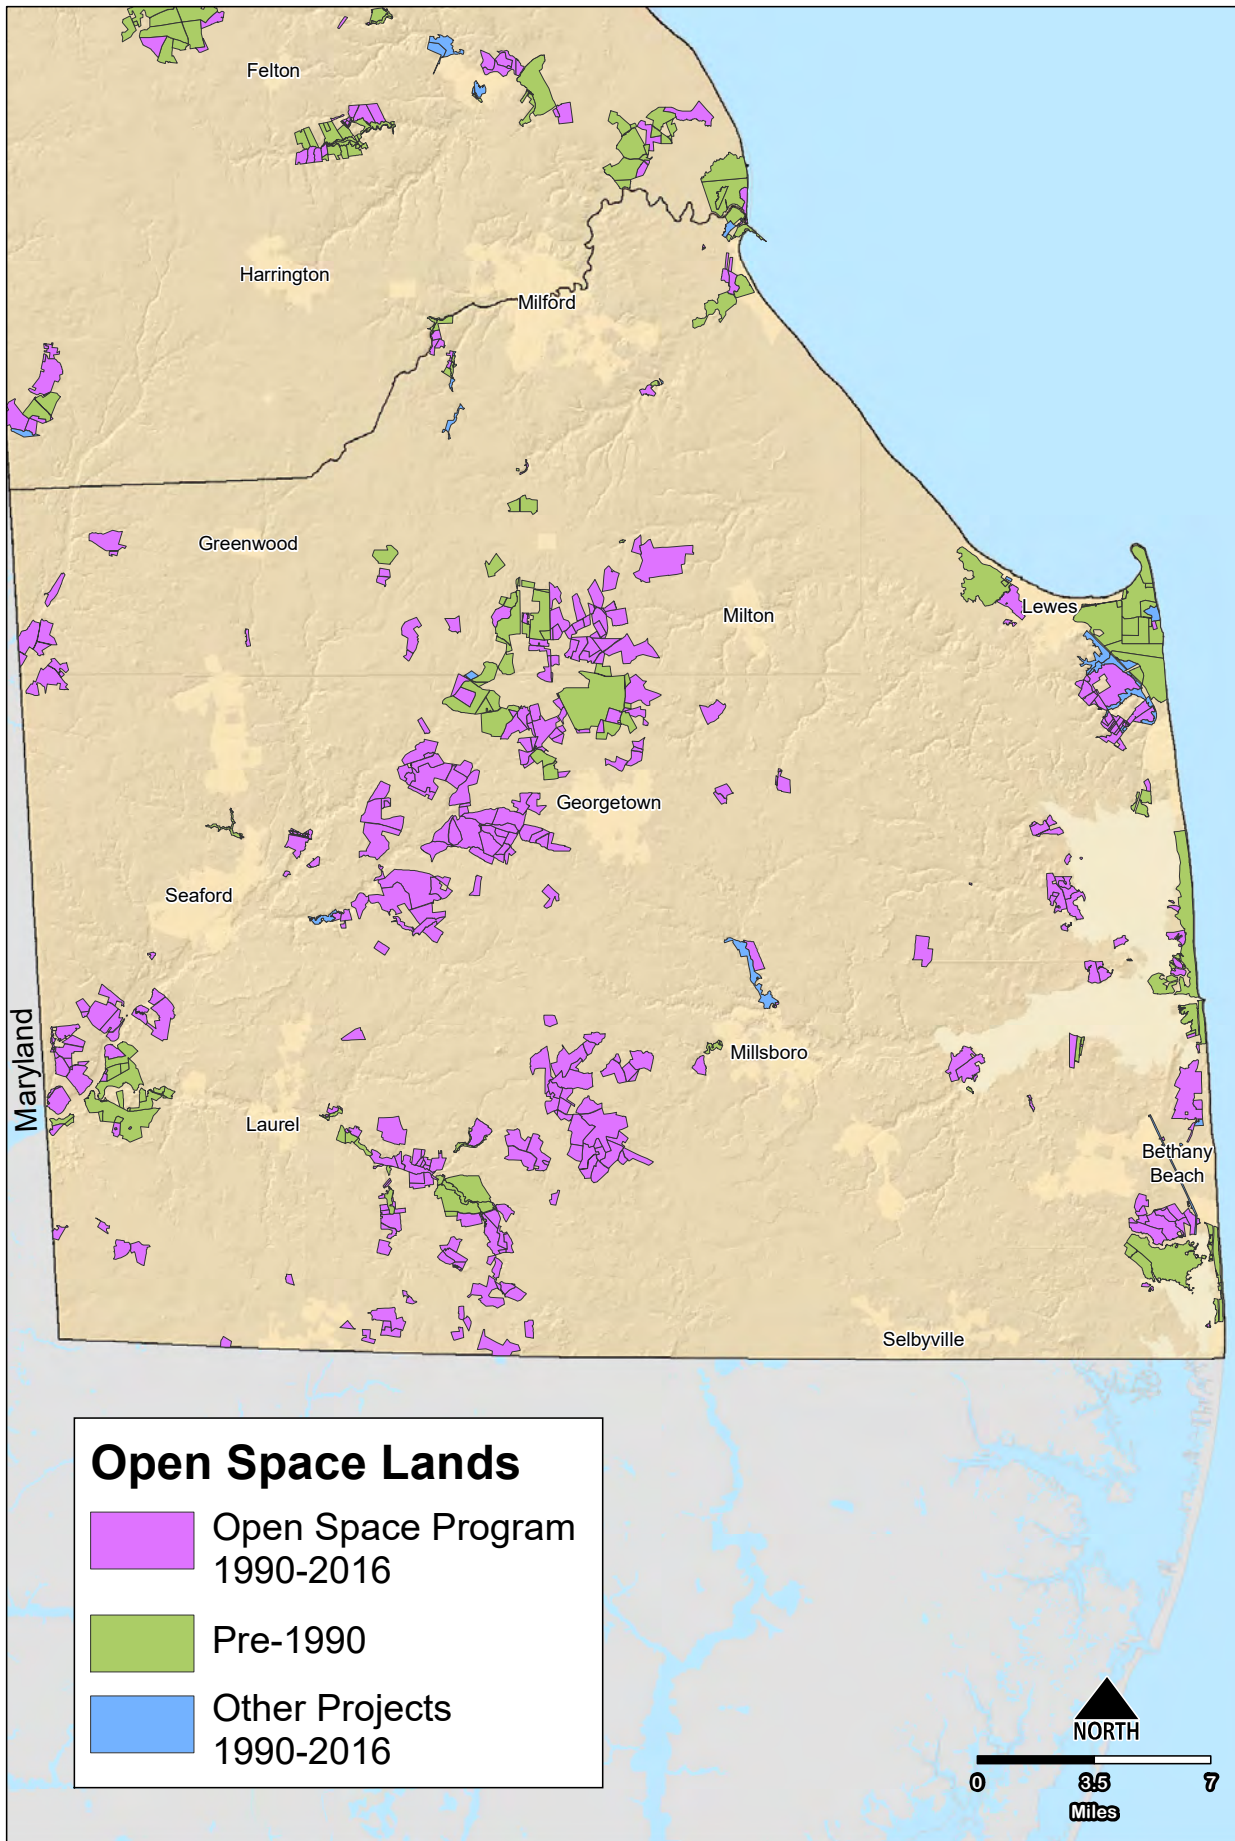 Felton
Harrington
Milford
Greenwood
Milton
Lewes
Georgetown
Seaford
Maryland
Millsboro
Laurel
Bethany
Beach
Selbyville
Open Space Lands
Open Space Program
1990-2016
Pre-1990
Other Projects
1990-2016
NORTH
0 3.5 7
Miles